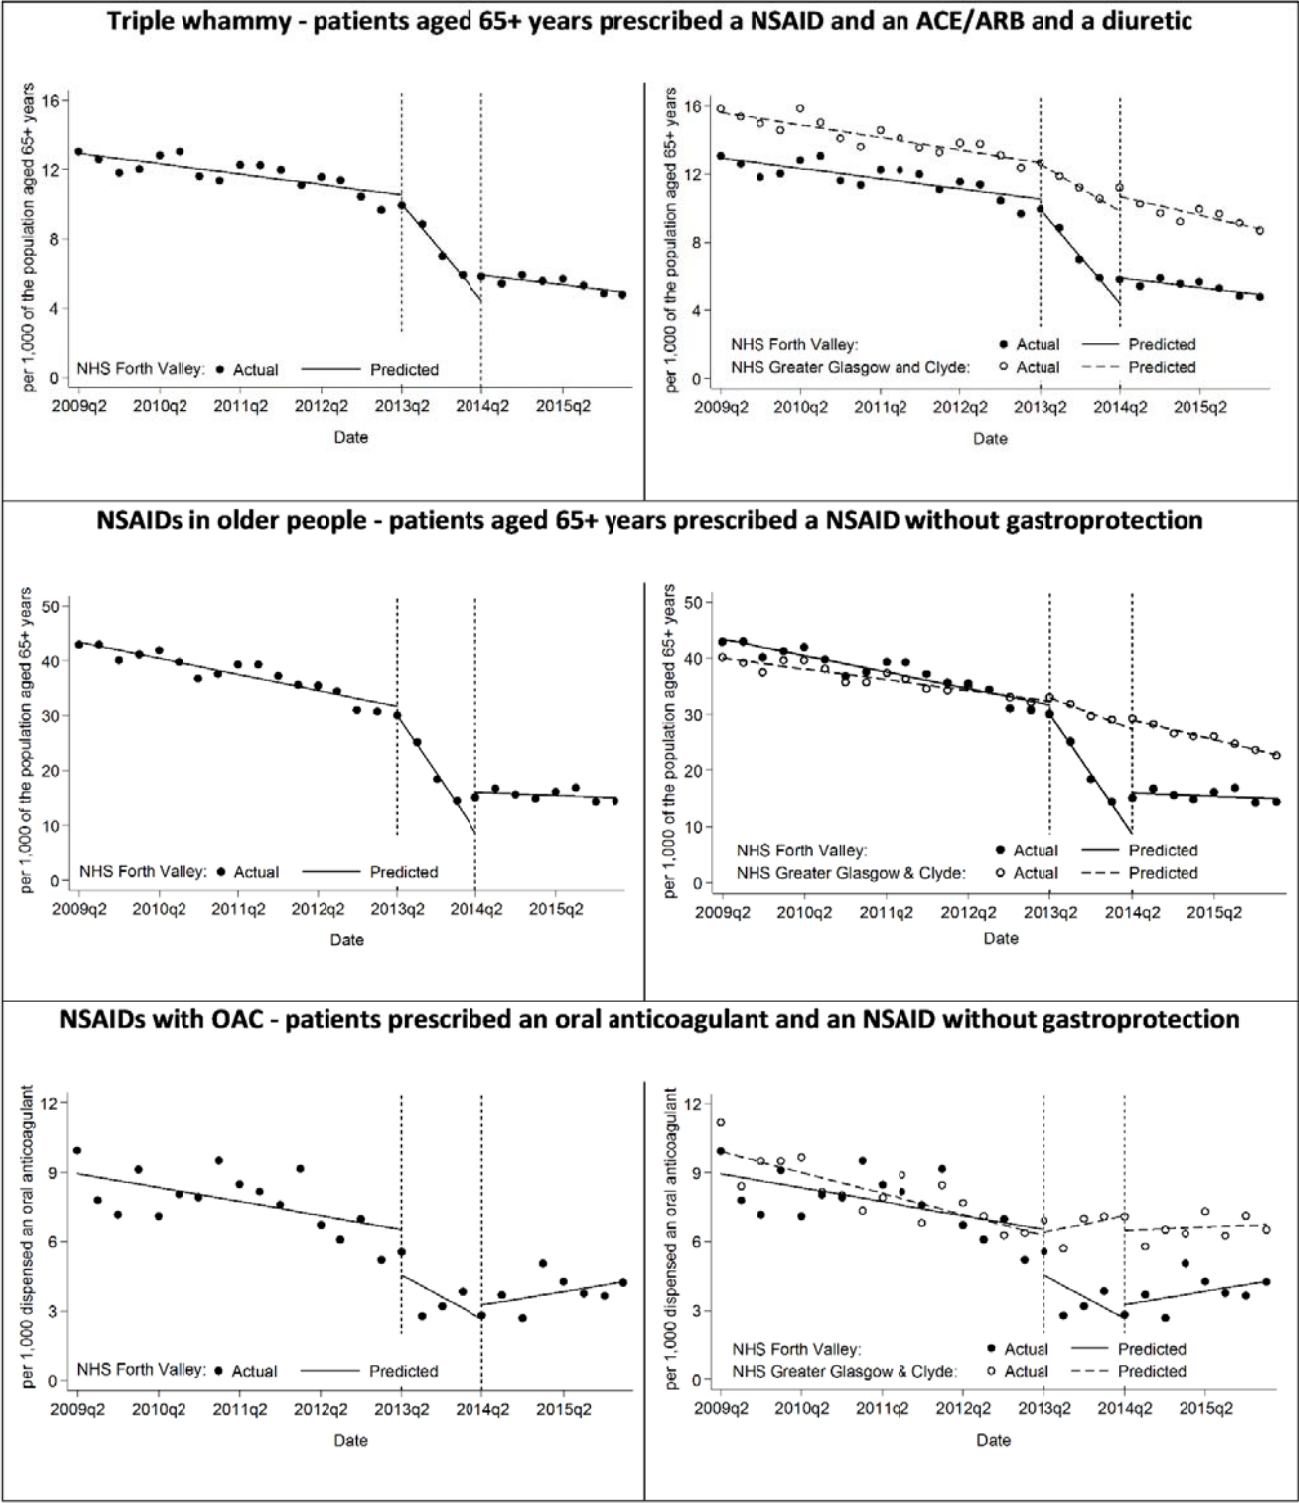 Triple whammy - patients aged 65+ years prescribed a NSAID and an ACE/ARB and a diuretic
per 1,000 of the population aged 65+ years
16
12
8
4
0
NHS Forth Valley: Actual Predicted
2009q2 2010q2 2011q2 2012q2 2013q2 2014q2 2015q2
Date
per 1,000 of the population aged 65+ years
16
12
8
4
0
NHS Forth Valley: Actual Predicted
NHS Greater Glasgow and Clyde: Actual Predicted
2009q2 2010q2 2011q2 2012q2 2013q2 2014q2 2015q2
Date
NSAIDs in older people - patients aged 65+ years prescribed a NSAID without gastroprotection
per 1,000 of the population aged 65+ years
50
40
30
20
10
0
NHS Forth Valley: Actual Predicted
2009q2 2010q2 2011q2 2012q2 2013q2 2014q2 2015q2
Date
per 1,000 of the population aged 65+ years
50
40
30
20
10
0
NHS Forth Valley: Actual Predicted
NHS Greater Glasgow & Clyde: Actual Predicted
2009q2 2010q2 2011q2 2012q2 2013q2 2014q2 2015q2
Date
NSAIDs with OAC - patients prescribed an oral anticoagulant and an NSAID without gastroprotection
per 1,000 dispensed an oral anticoagulant
12
9
6
3
0
NHS Forth Valley: Actual Predicted
2009q2 2010q2 2011q2 2012q2 2013q2 2014q2 2015q2
Date
per 1,000 dispensed an oral anticoagulant
12
9
6
3
0
NHS Forth Valley: Actual Predicted
NHS Greater Glasgow & Clyde: Actual Predicted
2009q2 2010q2 2011q2 2012q2 2013q2 2014q2 2015q2
Date